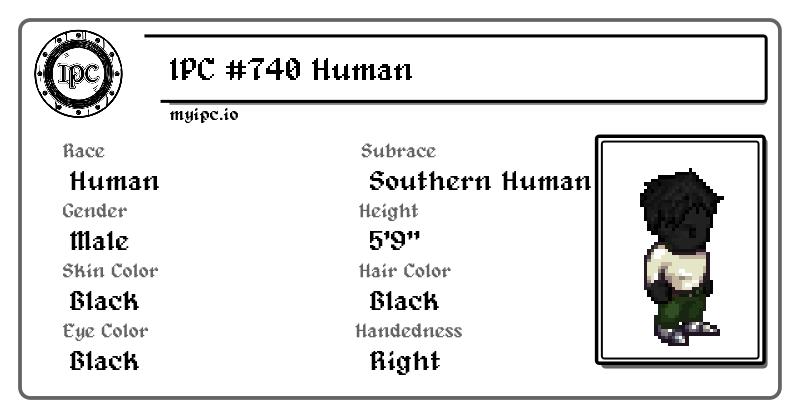 IPC
IPC #740 Human
myipc.io
Race
Subrace
Human
Southern Human
Gender
Height
Male
5'9"
Skin Color
Hair Color
Black
Black
Eye Color
Handedness
Black
Right